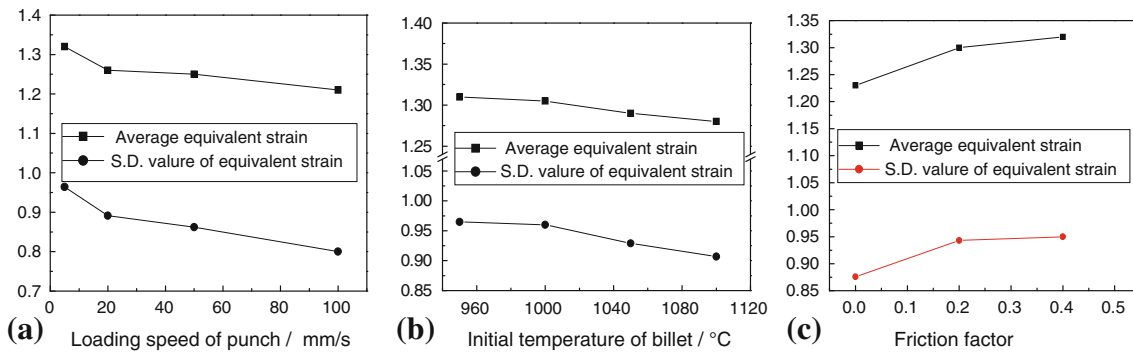 1.4
1.3
1.2
1.1
1.0
0.9
0.8
0.7
Average equivalent strain
S.D. valure of equivalent strain
0 20 40 60 80 100
(a) Loading speed of punch / mm/s
1.40
1.35
1.30
1.25
1.05
1.00
0.95
0.90
0.85
Average equivalent strain
S.D. valure of equivalent strain
960 1000 1040 1080 1120
(b) Initial temperature of billet / °C
1.35
1.30
1.25
1.20
1.15
1.10
1.05
1.00
0.95
0.90
0.85
Average equivalent strain
S.D. valure of equivalent strain
0.0 0.1 0.2 0.3 0.4 0.5
(c) Friction factor